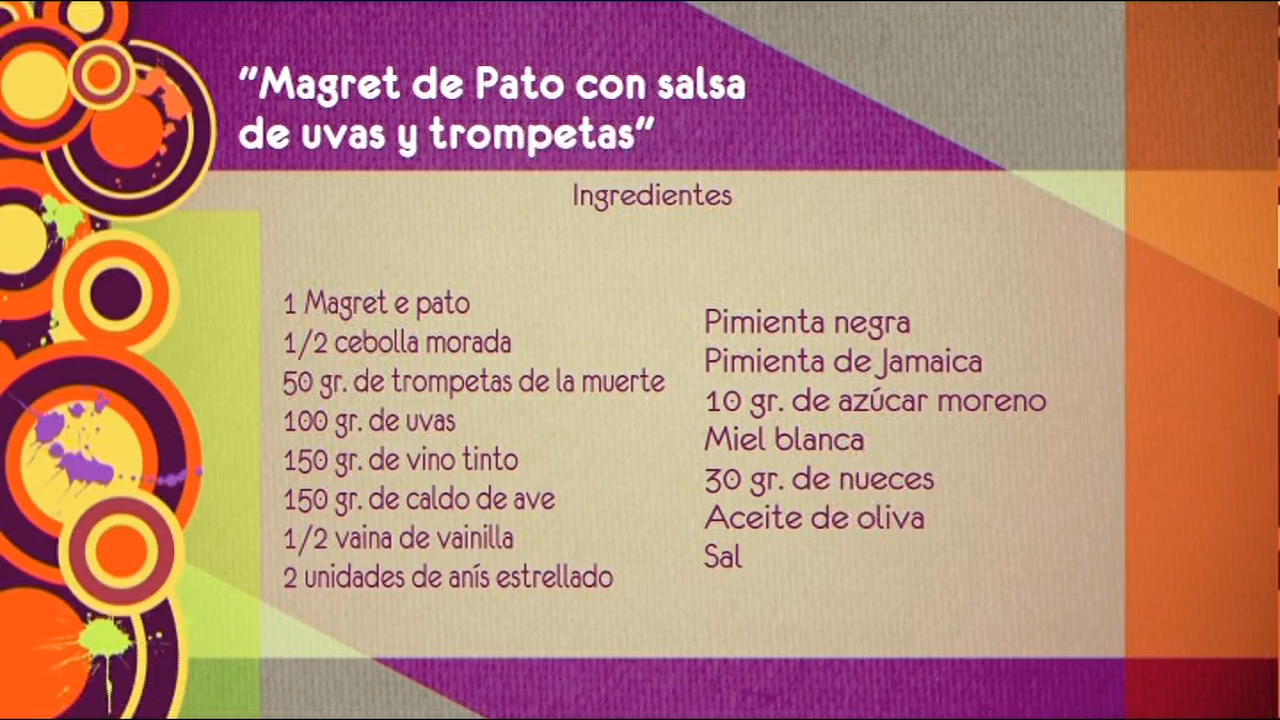 "Magret de Pato con salsa
de uvas y trompetas"
Ingredientes
1 Magret e pato
1/2 cebolla morada
50 gr. de trompetas de la muerte
100 gr. de uvas
150 gr. de vino tinto
150 gr. de caldo de ave
1/2 vaina de vainilla
2 unidades de anís estrellado
Pimienta negra
Pimienta de Jamaica
10 gr. de azúcar moreno
Miel blanca
30 gr. de nueces
Aceite de oliva
Sal